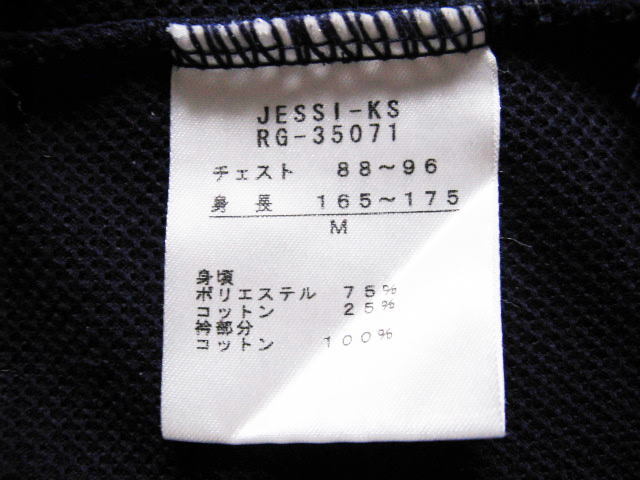 JESSI-KS
RG-35071
チェスト 88~96
身長 165~175
M
身頃
ポリエステル 75%
コットン 25%
衿部分
コットン 100%